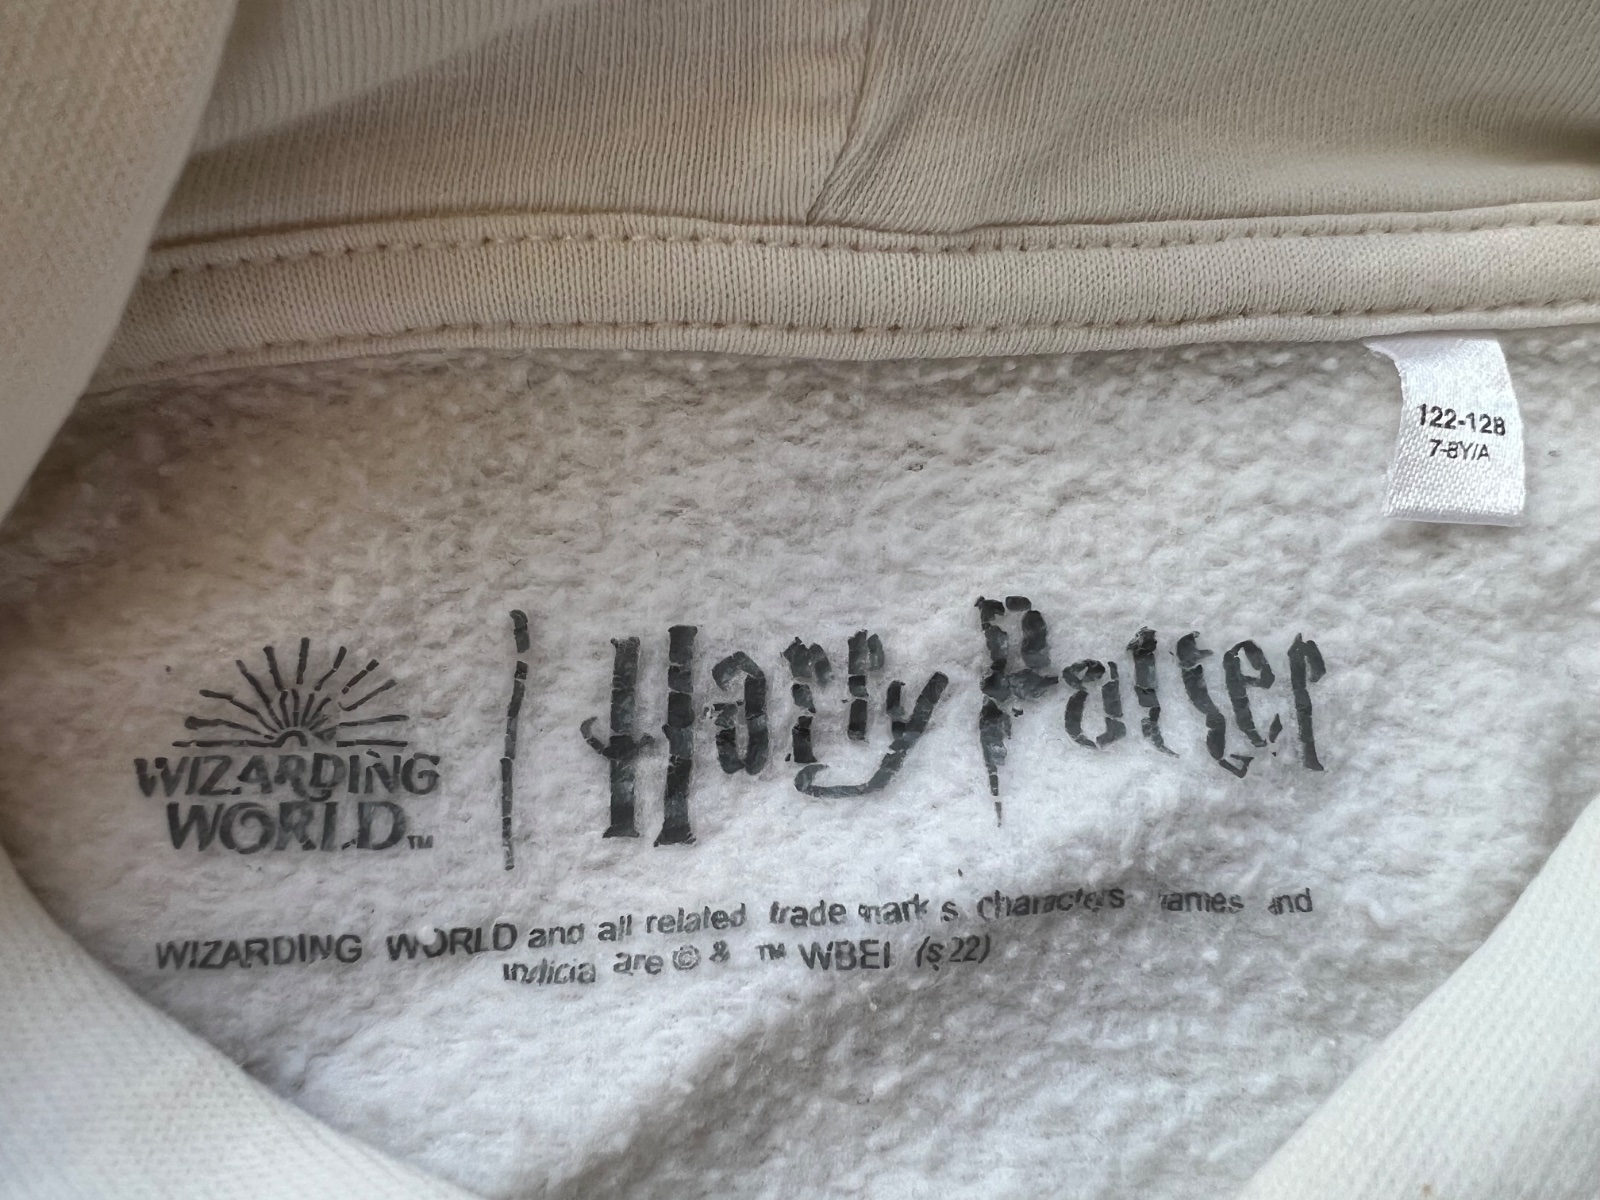 122-128
7-8Y/A
WIZARDING
WORLD™
Harry Potter
WIZARDING WORLD and all related trade mark s characters names and
indicia are © & ™ WBEI (s22)